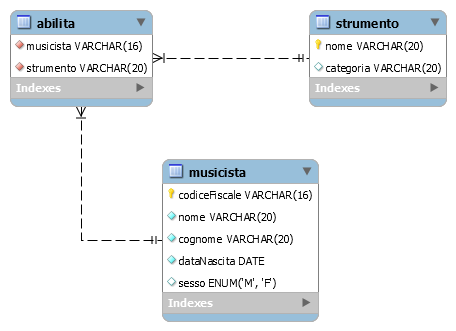 abilita
musicista VARCHAR(16)
strumento VARCHAR(20)
Indexes
strumento
nome VARCHAR(20)
categoria VARCHAR(20)
Indexes
musicista
codiceFiscale VARCHAR(16)
nome VARCHAR(20)
cognome VARCHAR(20)
dataNascita DATE
sesso ENUM('M', 'F')
Indexes